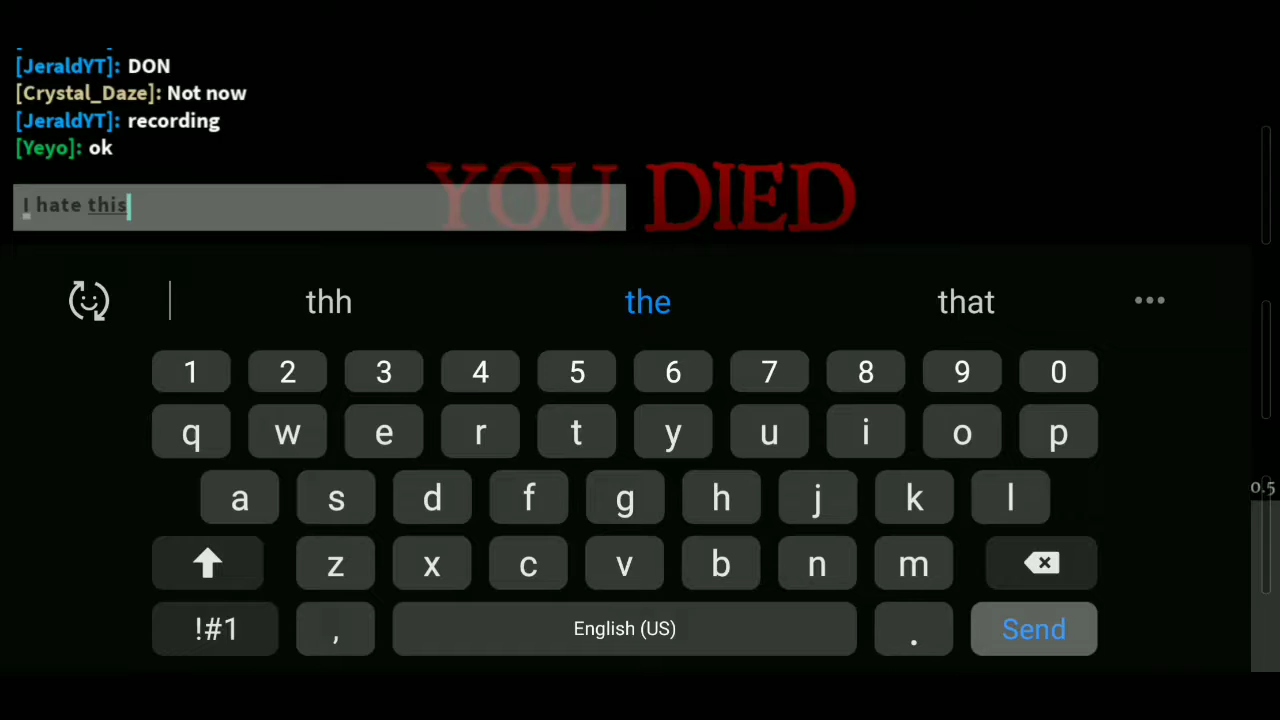 [JeraldYT]: DON
[Crystal_Daze]: Not now
[JeraldYT]: recording
[Yeyo]: ok
YOU DIED
I hate this
thh the that
1 2 3 4 5 6 7 8 9 0
q w e r t y u i o p
a s d f g h j k l
0.5
z x c v b n m
!#1 , English (US) . Send